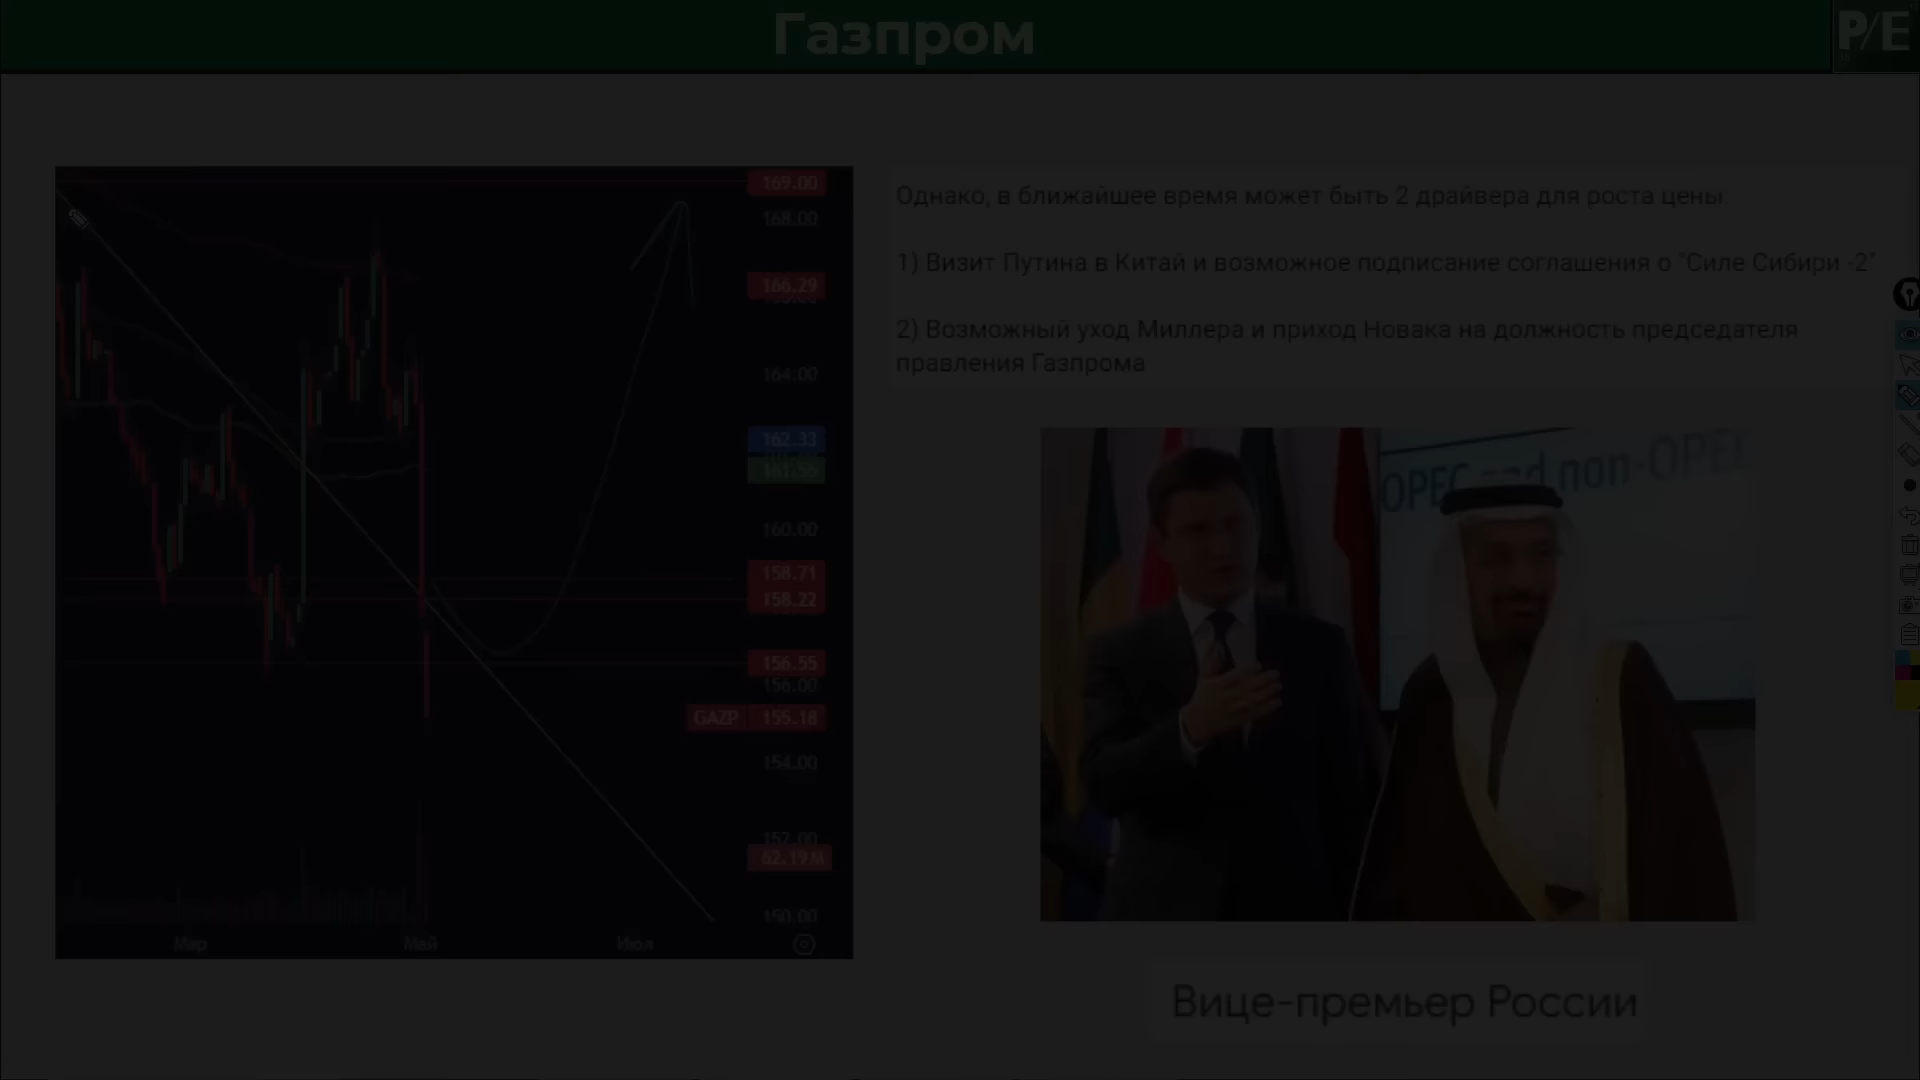 Газпром
P/E
169.00
168.00
166.29
164.00
162.33
160.00
158.71
158.22
156.55
156.00
GAZP 155.18
154.00
152.00
62.19M
150.00
Мар Май Июл
Однако, в ближайшее время может быть 2 драйвера для роста цены:
1) Визит Путина в Китай и возможное подписание соглашения о "Силе Сибири -2"
2) Возможный уход Миллера и приход Новака на должность председателя
правления Газпрома
OPEC and non-OPEC
Вице-премьер России